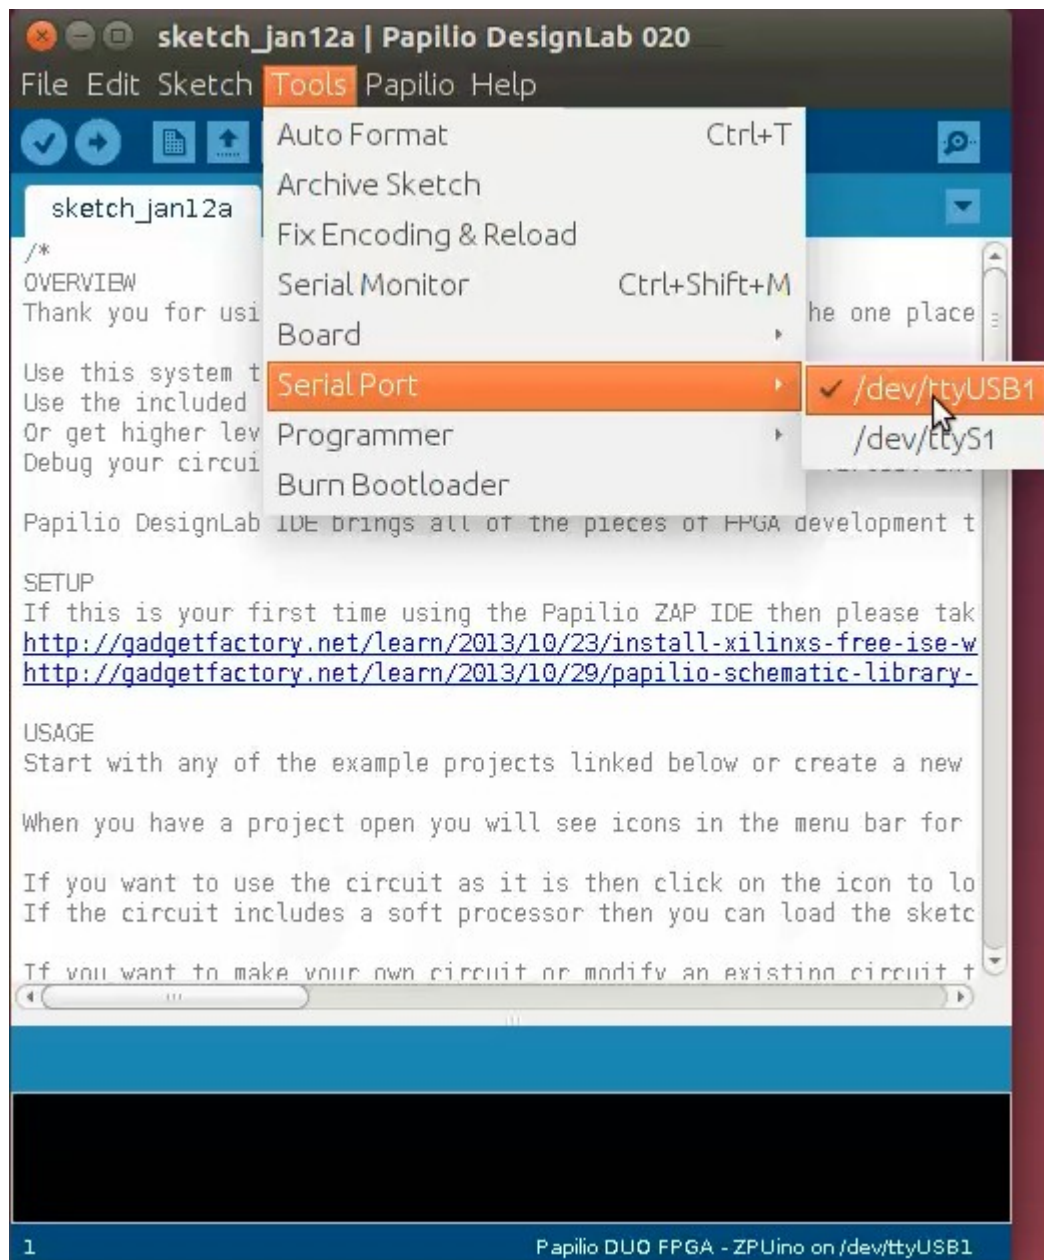 sketch_jan12a | Papilio DesignLab 020
File Edit Sketch Tools Papilio Help
Auto Format Ctrl+T
Archive Sketch
sketch_jan12a
Fix Encoding & Reload
/*
OVERVIEW
Serial Monitor Ctrl+Shift+M
Thank you for usi he one place
Board
Use this system t
Serial Port
/dev/ttyUSB1
Use the included
Or get higher lev
Programmer
/dev/ttyS1
Debug your circui
Burn Bootloader
Papilio DesignLab IDE brings all of the pieces of FPGA development t
SETUP
If this is your first time using the Papilio ZAP IDE then please tak
http://gadgetfactory.net/learn/2013/10/23/install-xilinxs-free-ise-w
http://gadgetfactory.net/learn/2013/10/29/papilio-schematic-library-
USAGE
Start with any of the example projects linked below or create a new
When you have a project open you will see icons in the menu bar for
If you want to use the circuit as it is then click on the icon to lo
If the circuit includes a soft processor then you can load the sketc
If you want to make your own circuit or modify an existing circuit t
1 Papilio DUO FPGA - ZPUino on /dev/ttyUSB1